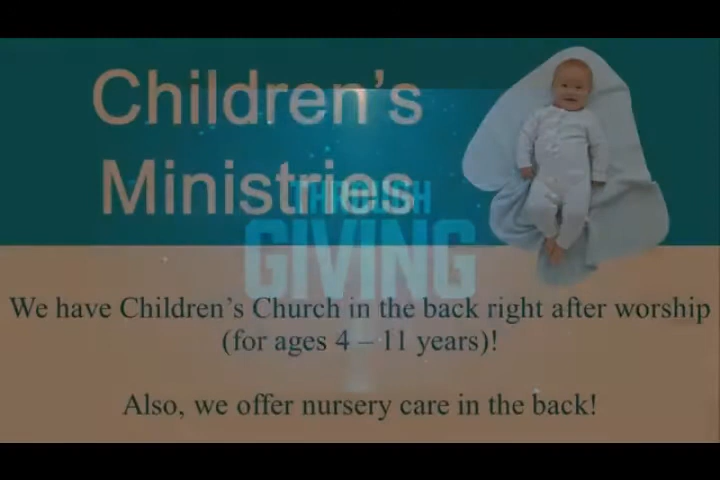 Children's
Ministries
THROUGH
GIVING
We have Children's Church in the back right after worship
(for ages 4 – 11 years)!
Also, we offer nursery care in the back!